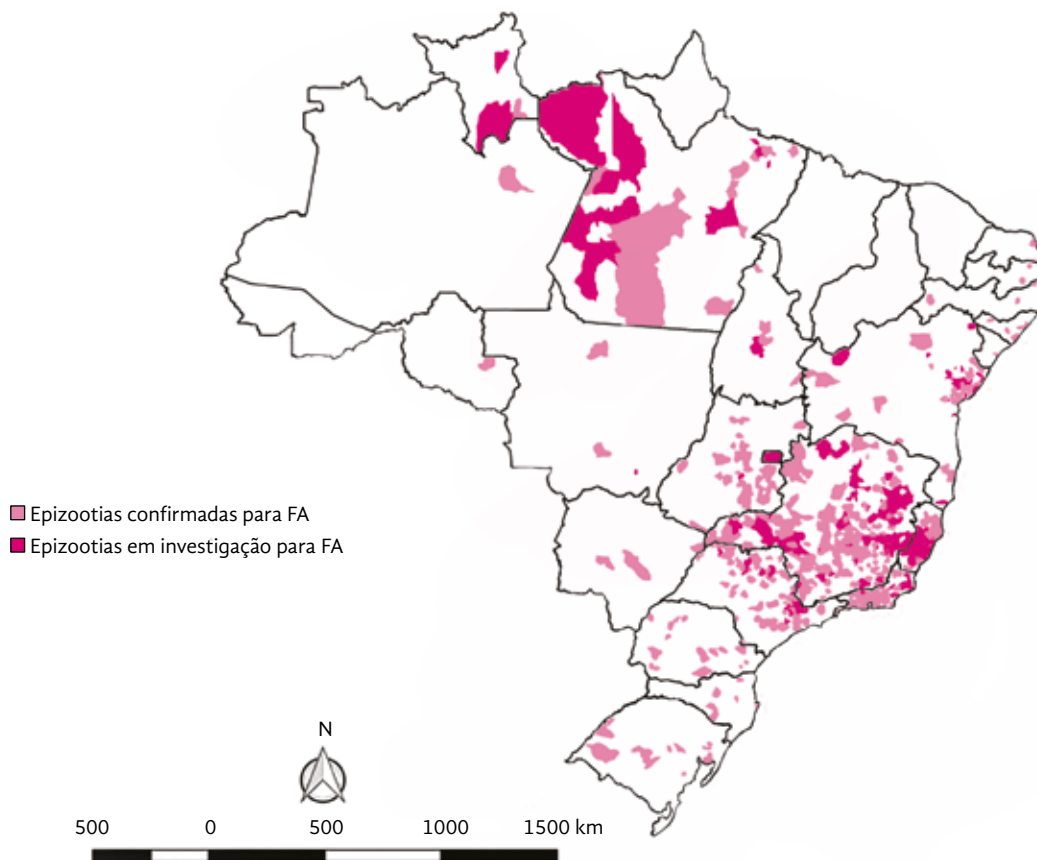 Epizootias confirmadas para FA
Epizootias em investigação para FA
N
500 0 500 1000 1500 km